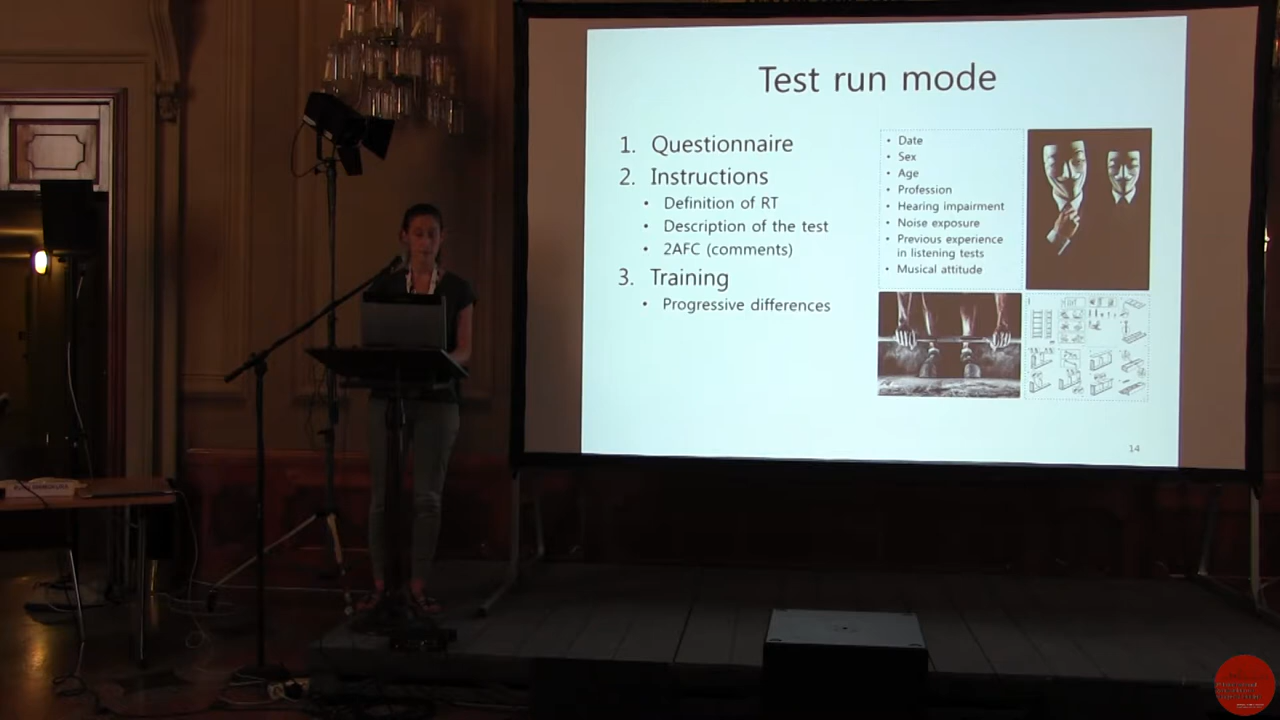 Test run mode
1. Questionnaire
2. Instructions
• Definition of RT
• Description of the test
• 2AFC (comments)
3. Training
• Progressive differences
• Date
• Sex
• Age
• Profession
• Hearing impairment
• Noise exposure
• Previous experience
in listening tests
• Musical attitude
14